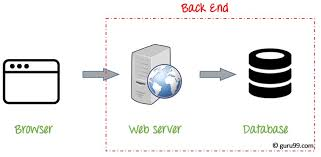 Back End
Browser
Web server
Database
© guru99.com